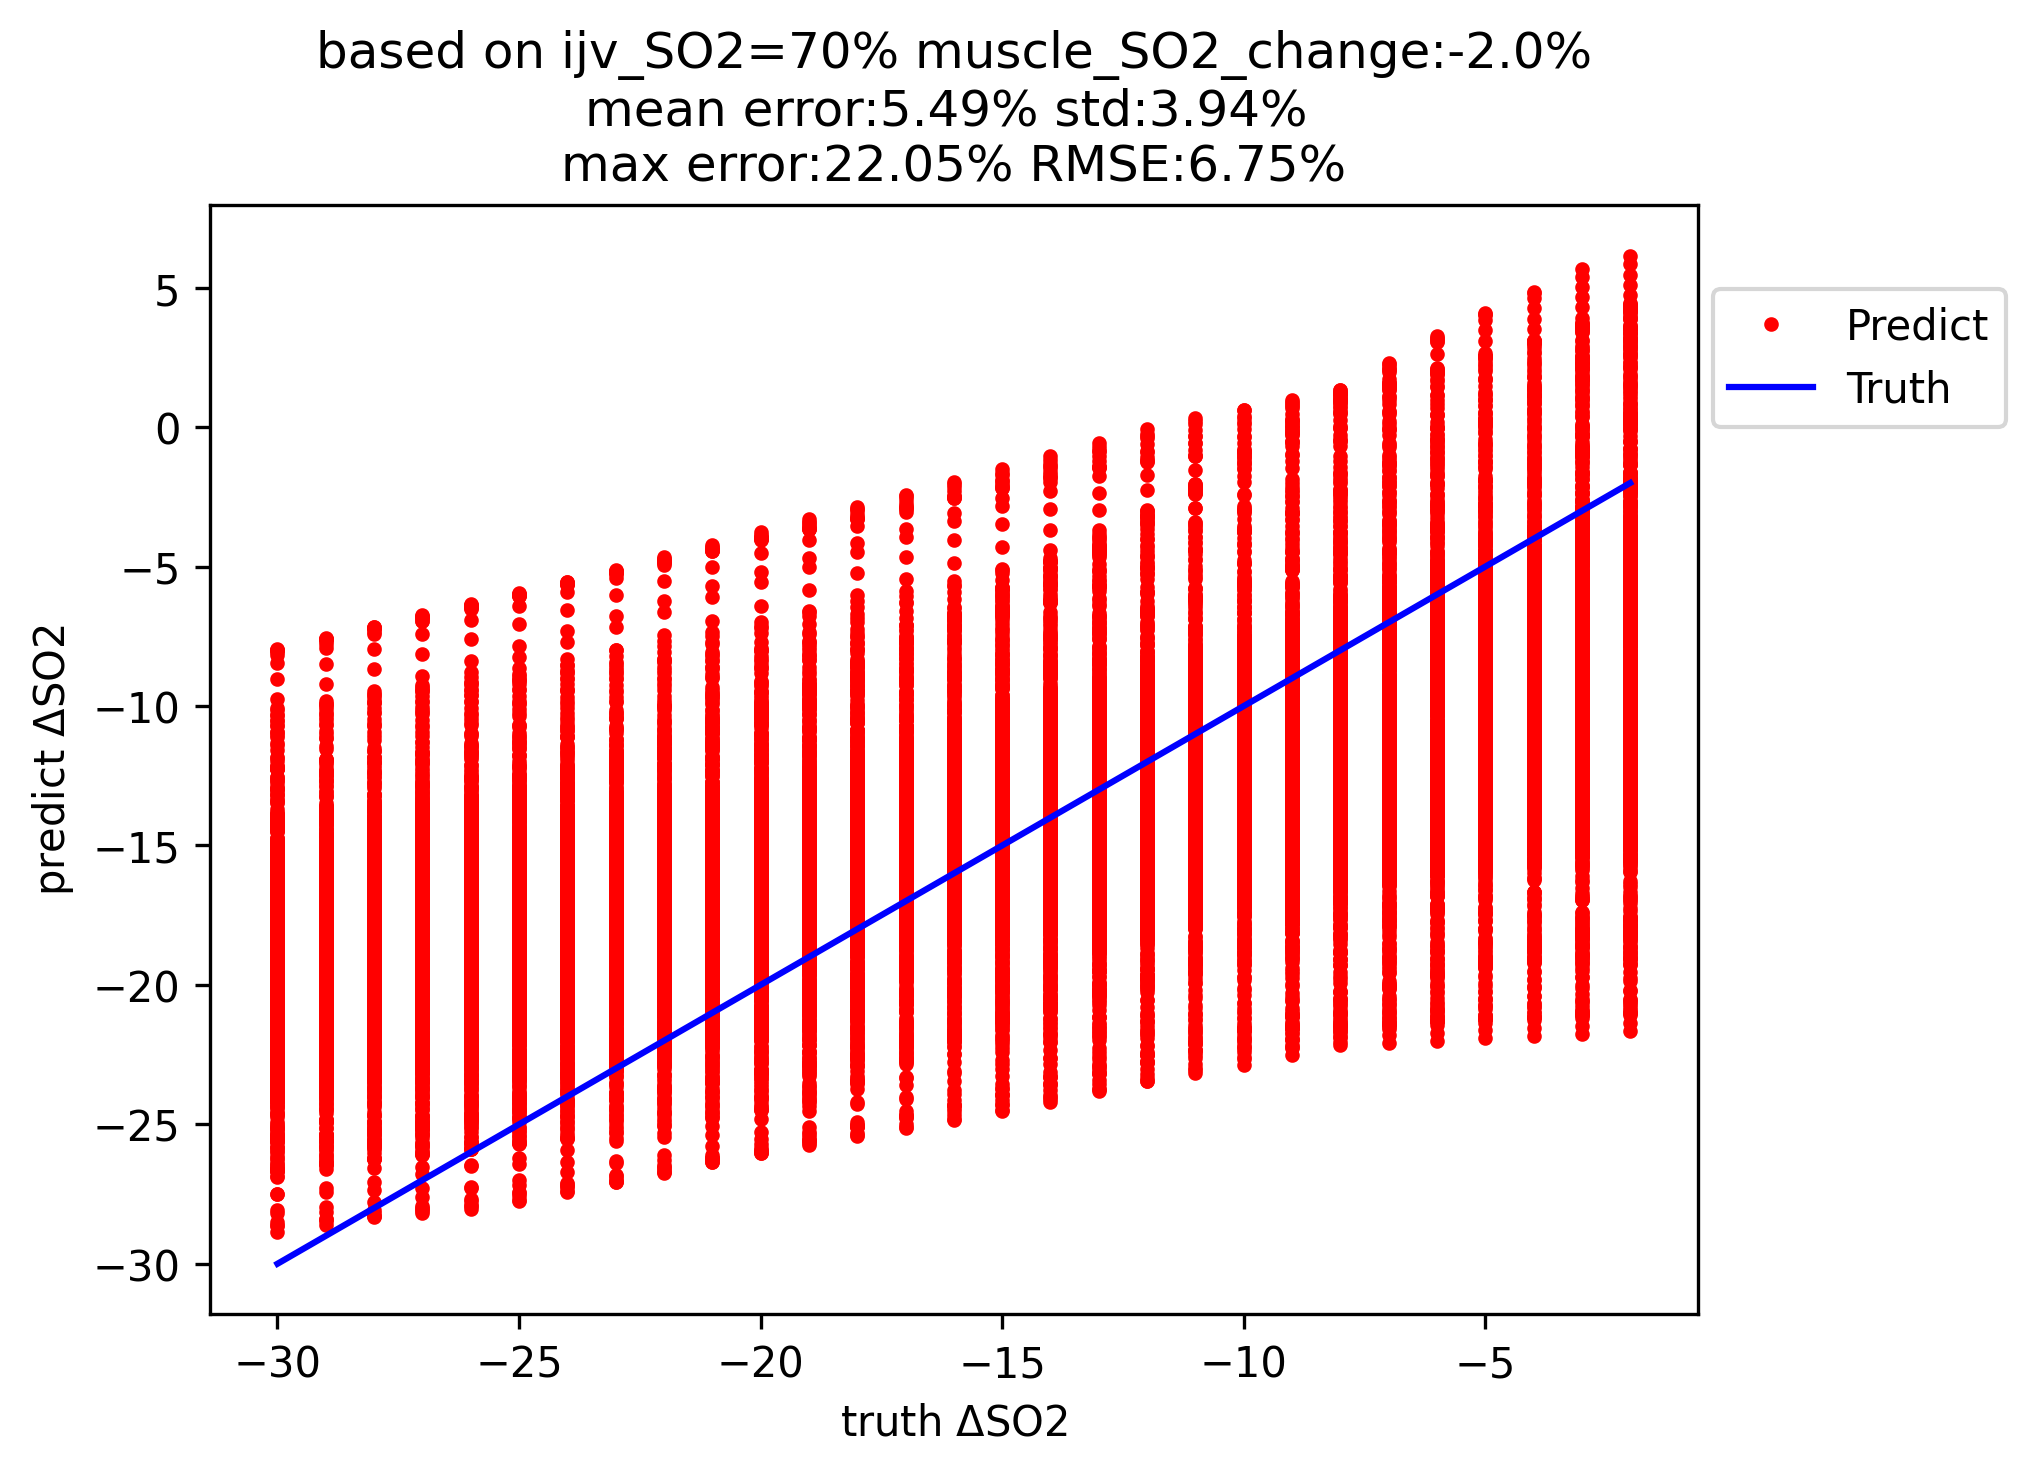 based on ijv_SO2=70% muscle_SO2_change:-2.0%
mean error:5.49% std:3.94%
max error:22.05% RMSE:6.75%
5
0
−5
−10
−15
−20
−25
−30
predict ΔSO2
−30
−25
−20
−15
−10
−5
truth ΔSO2
Predict
Truth